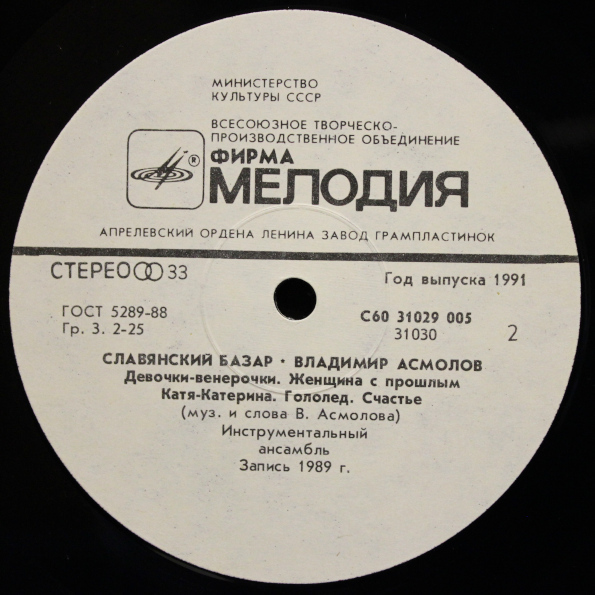 МИНИСТЕРСТВО
КУЛЬТУРЫ СССР
ВСЕСОЮЗНОЕ ТВОРЧЕСКО-
ПРОИЗВОДСТВЕННОЕ ОБЪЕДИНЕНИЕ
® ФИРМА
МЕЛОДИЯ
АПРЕЛЕВСКИЙ ОРДЕНА ЛЕНИНА ЗАВОД ГРАМПЛАСТИНОК
СТЕРЕО 33
Год выпуска 1991
ГОСТ 5289-88
С60 31029 005
Гр. 3. 2-25
31030
2
СЛАВЯНСКИЙ БАЗАР · ВЛАДИМИР АСМОЛОВ
Девочки-венерочки. Женщина с прошлым
Катя-Катерина. Гололед. Счастье
(муз. и слова В. Асмолова)
Инструментальный
ансамбль
Запись 1989 г.